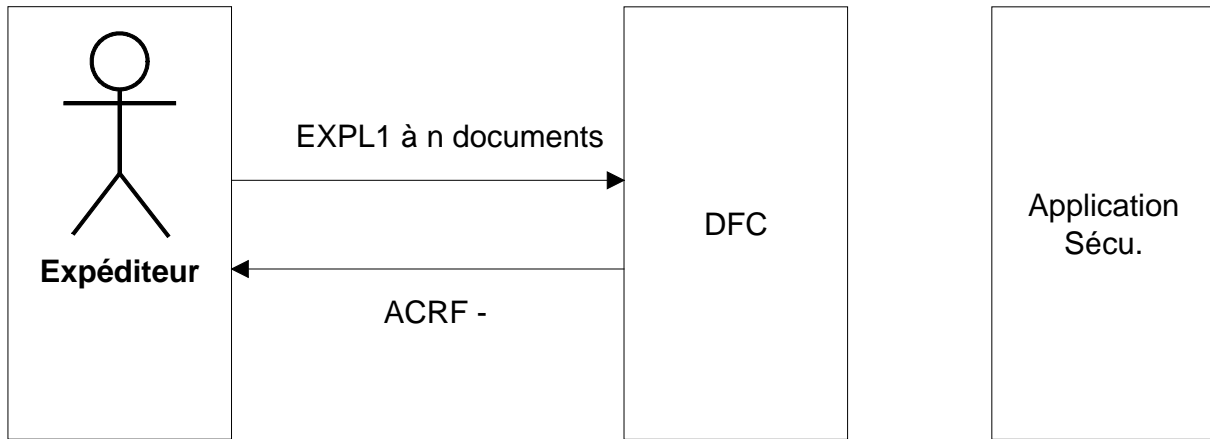 EXPL1 à n documents
Expéditeur
DFC
Application
Sécu.
ACRF -